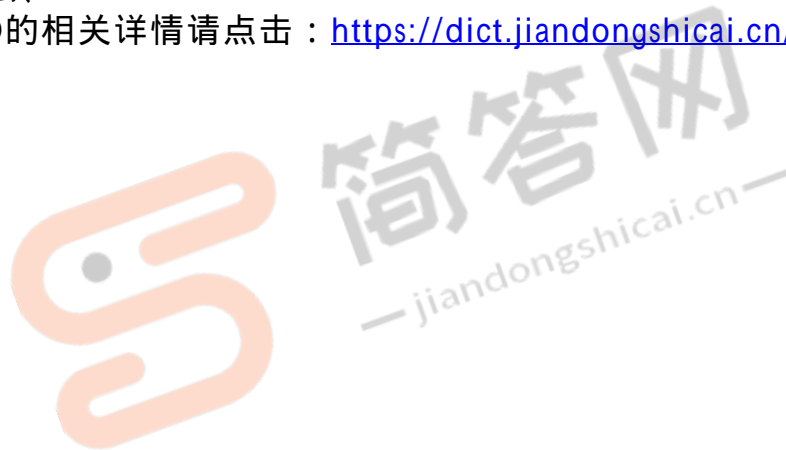 的相关详情请点击：https://dict.jiandongshicai.cn/
简答网
— jiandongshicai.cn —